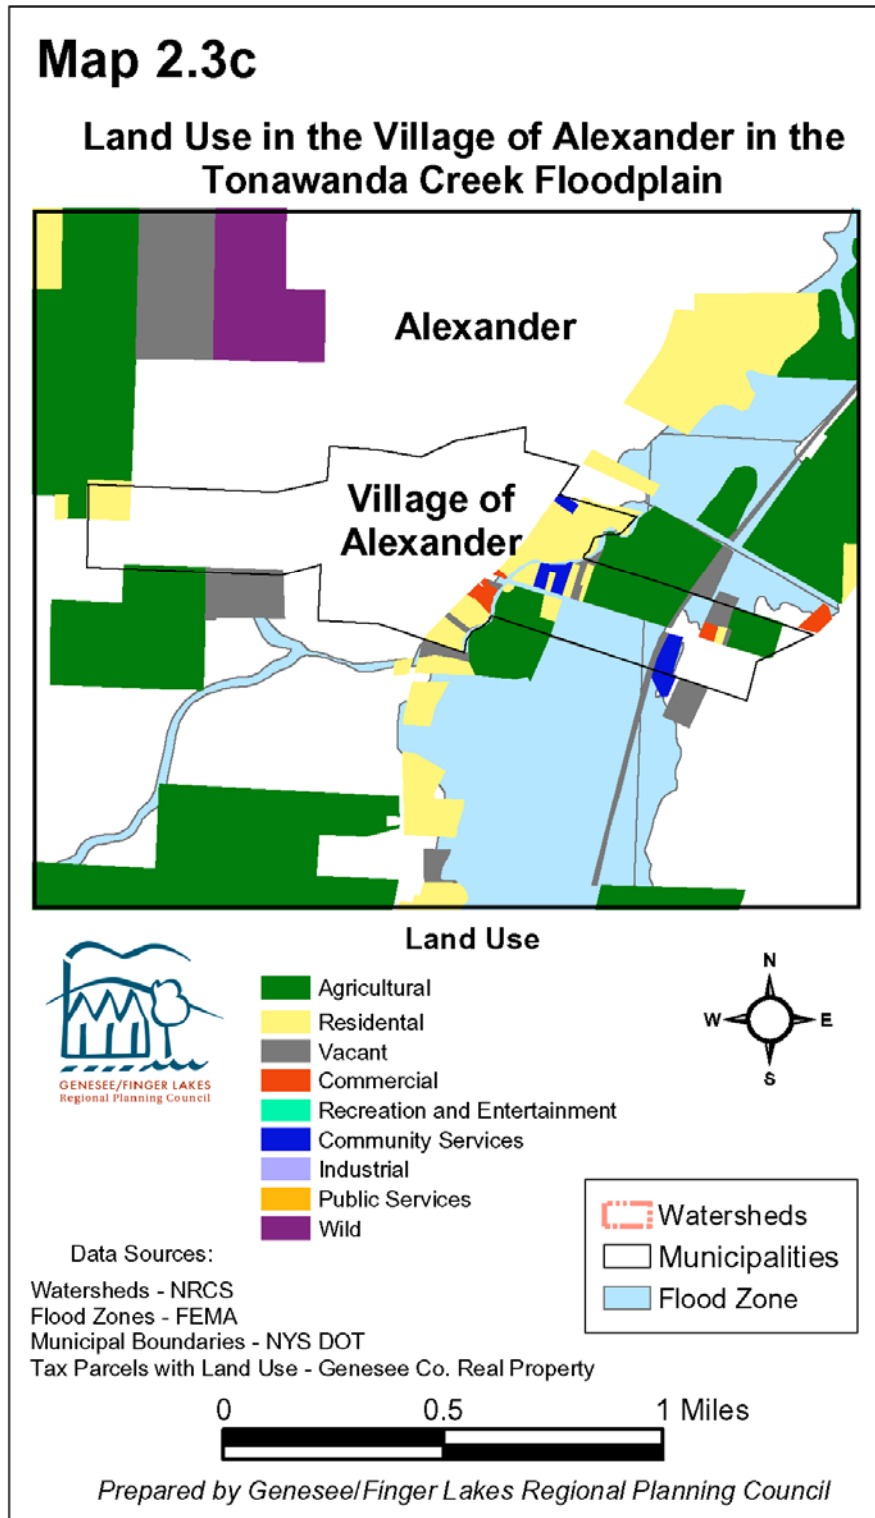 Map 2.3c
Land Use in the Village of Alexander in the
Tonawanda Creek Floodplain
Alexander
Village of
Alexander
Land Use
Agricultural
Residental
Vacant
Commercial
Recreation and Entertainment
Community Services
Industrial
Public Services
Wild
GENESEE/FINGER LAKES
Regional Planning Council
N
W E
S
Watersheds
Municipalities
Flood Zone
Data Sources:
Watersheds - NRCS
Flood Zones - FEMA
Municipal Boundaries - NYS DOT
Tax Parcels with Land Use - Genesee Co. Real Property
0 0.5 1 Miles
Prepared by Genesee/Finger Lakes Regional Planning Council